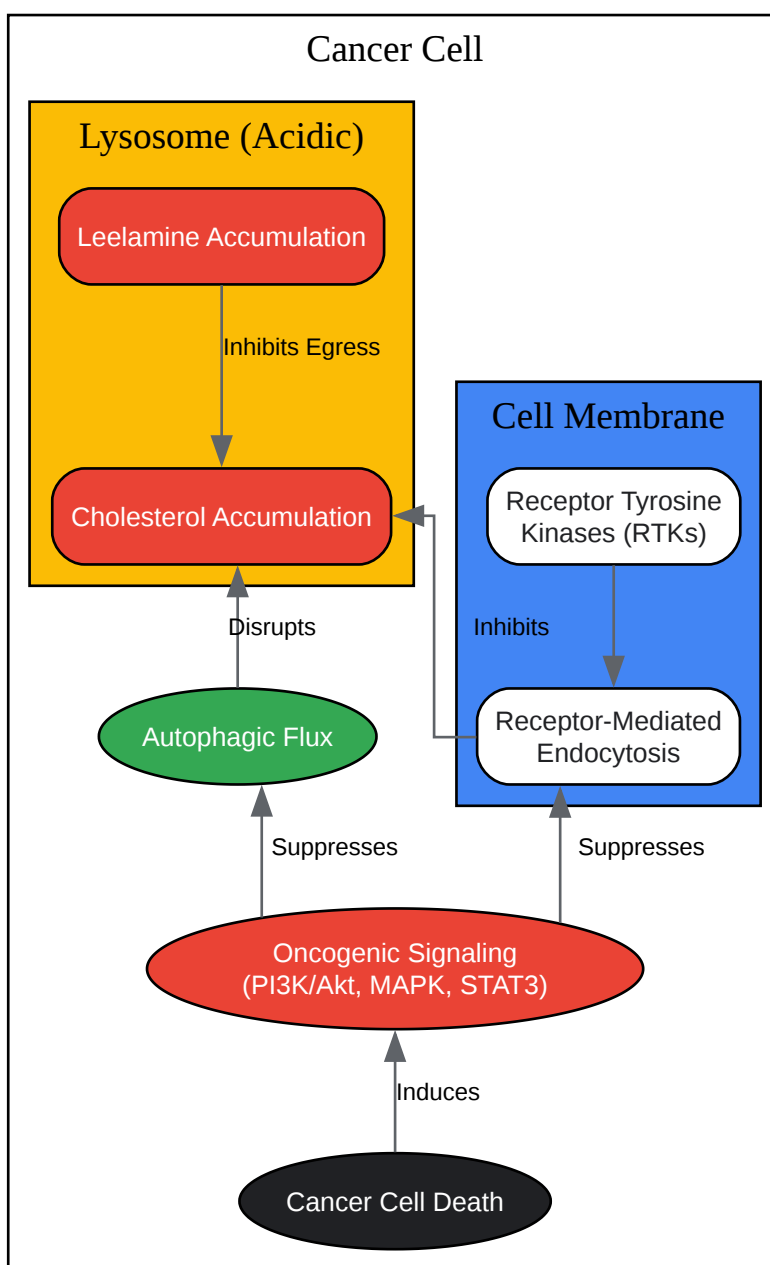 Cancer Cell
Lysosome (Acidic)
Leelamine Accumulation
Inhibits Egress
Cell Membrane
Cholesterol Accumulation
Receptor Tyrosine
Kinases (RTKs)
Disrupts
Inhibits
Autophagic Flux
Receptor-Mediated
Endocytosis
Suppresses
Suppresses
Oncogenic Signaling
(PI3K/Akt, MAPK, STAT3)
Induces
Cancer Cell Death